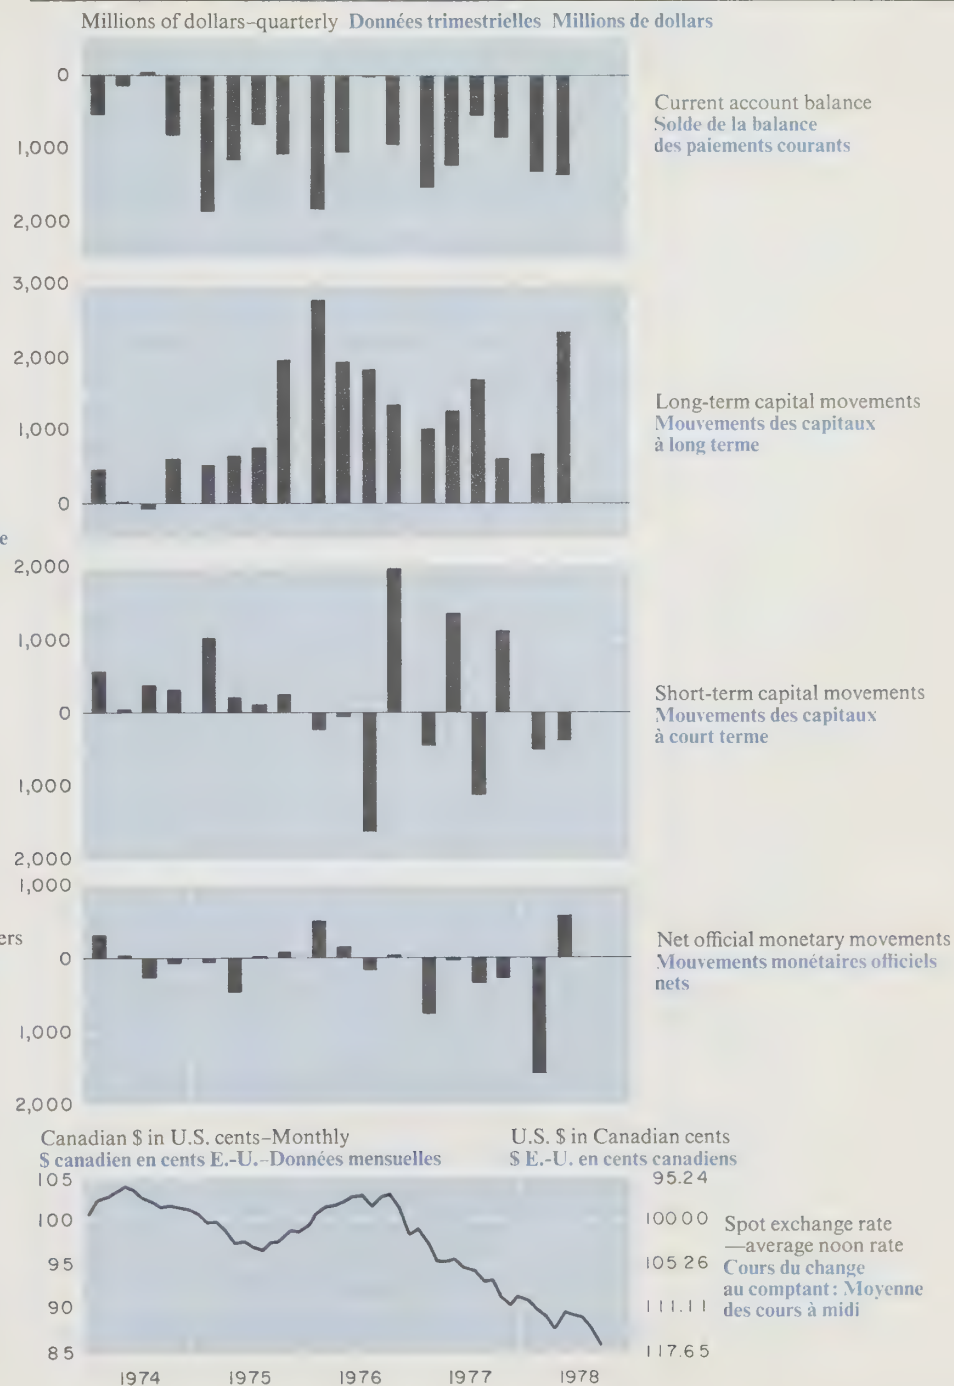 Millions of dollars–quarterly Données trimestrielles Millions de dollars
0
1,000
2,000
Current account balance
Solde de la balance
des paiements courants
3,000
2,000
1,000
0
Long-term capital movements
Mouvements des capitaux
à long terme
e
2,000
1,000
0
1,000
2,000
Short-term capital movements
Mouvements des capitaux
à court terme
1,000
ers
0
1,000
2,000
Net official monetary movements
Mouvements monétaires officiels
nets
Canadian $ in U.S. cents–Monthly
$ canadien en cents E.-U.–Données mensuelles
U.S. $ in Canadian cents
$ E.-U. en cents canadiens
105
100
95
90
85
95.24
100 00
105 26
111.11
117.65
Spot exchange rate
—average noon rate
Cours du change
au comptant: Moyenne
des cours à midi
1974 1975 1976 1977 1978